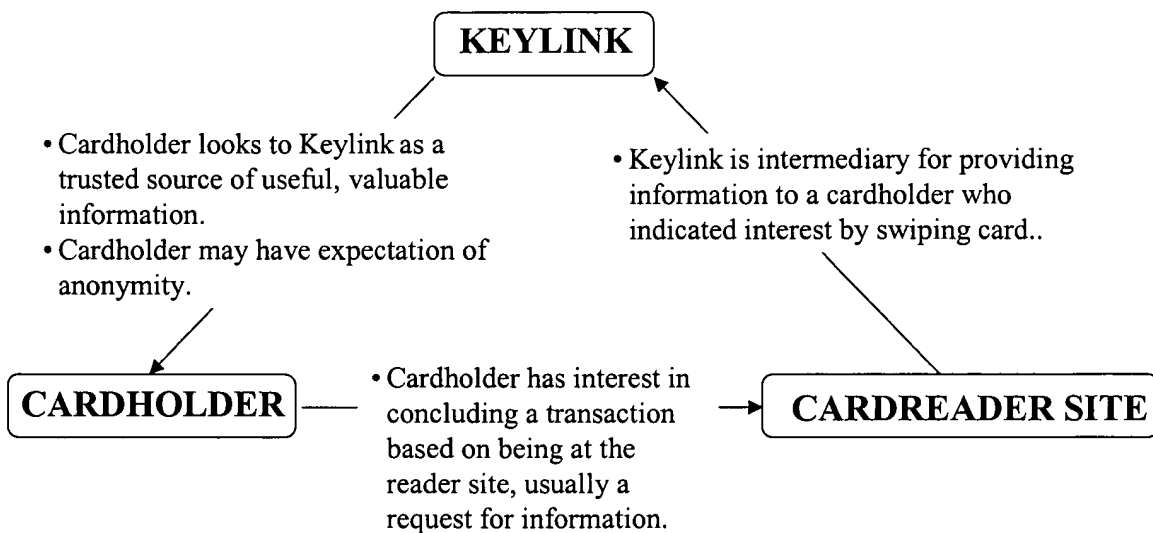 KEYLINK
• Cardholder looks to Keylink as a
trusted source of useful, valuable
information.
• Cardholder may have expectation of
anonymity.
• Keylink is intermediary for providing
information to a cardholder who
indicated interest by swiping card..
CARDHOLDER
• Cardholder has interest in
concluding a transaction
based on being at the
reader site, usually a
request for information.
CARDREADER SITE